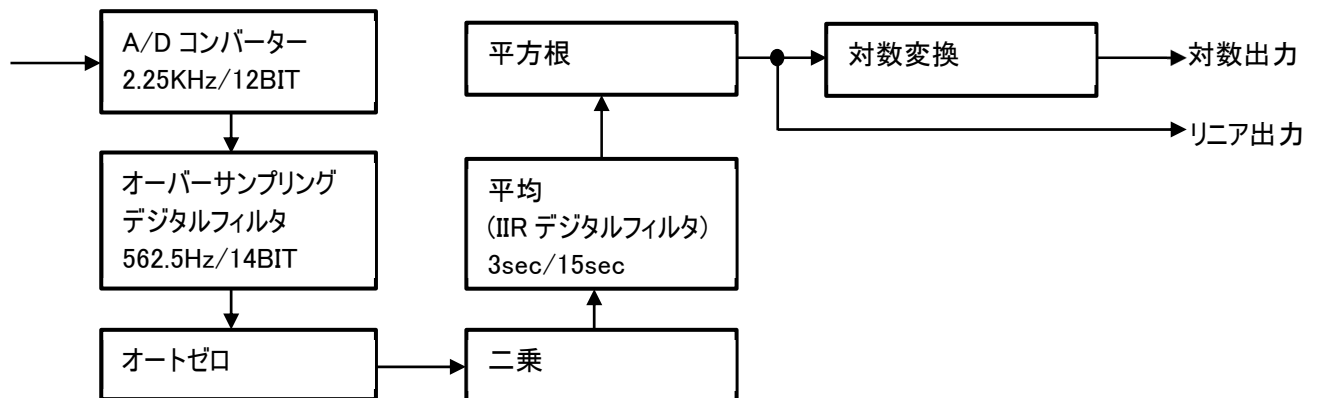 A/D コンバーター
2.25KHz/12BIT
オーバーサンプリング
デジタルフィルタ
562.5Hz/14BIT
オートゼロ
二乗
平均
(IIR デジタルフィルタ)
3sec/15sec
平方根
対数変換
対数出力
リニア出力